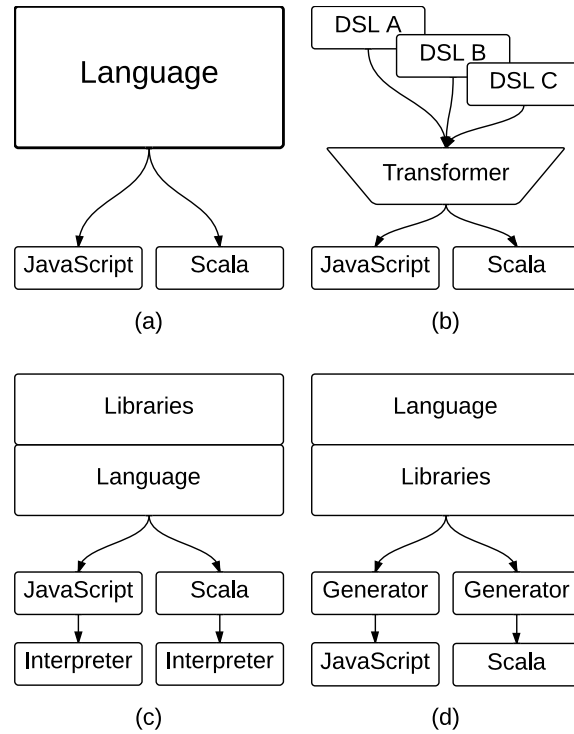 Language
JavaScript
Scala
(a)
DSL A
DSL B
DSL C
Transformer
JavaScript
Scala
(b)
Libraries
Language
JavaScript
Scala
Interpreter
Interpreter
(c)
Language
Libraries
Generator
Generator
JavaScript
Scala
(d)